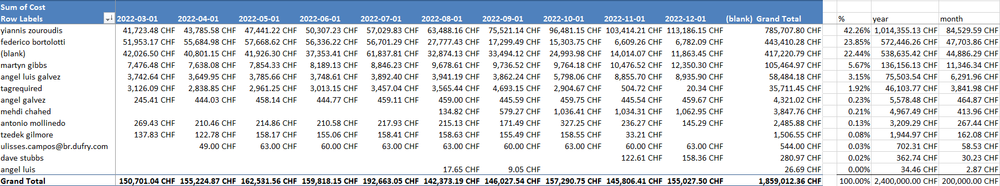 Sum of Cost
Row Labels 2022-03-01 2022-04-01 2022-05-01 2022-06-01 2022-07-01 2022-08-01 2022-09-01 2022-10-01 2022-11-01 2022-12-01 (blank) Grand Total % year month
yiannis zouroudis 41,723.48 CHF 43,785.58 CHF 47,441.22 CHF 50,307.23 CHF 57,029.83 CHF 63,488.16 CHF 75,521.14 CHF 96,481.15 CHF 103,414.21 CHF 113,186.15 CHF 785,707.80 CHF 42.26% 1,014,355.13 CHF 84,529.59 CHF
federico bortolotti 51,953.17 CHF 55,684.98 CHF 57,668.62 CHF 56,336.22 CHF 56,701.29 CHF 27,777.43 CHF 17,299.49 CHF 15,303.75 CHF 6,609.26 CHF 6,782.09 CHF 443,410.28 CHF 23.85% 572,446.26 CHF 47,703.86 CHF
(blank) 42,026.50 CHF 40,801.15 CHF 41,926.30 CHF 37,353.41 CHF 61,837.81 CHF 32,874.13 CHF 33,494.12 CHF 24,993.98 CHF 14,014.07 CHF 11,863.45 CHF 417,220.79 CHF 22.44% 538,635.42 CHF 44,886.29 CHF
martyn gibbs 7,476.48 CHF 7,638.08 CHF 7,854.33 CHF 8,189.13 CHF 8,846.23 CHF 9,678.61 CHF 9,736.52 CHF 9,764.18 CHF 10,476.52 CHF 12,350.30 CHF 105,464.97 CHF 5.67% 136,156.13 CHF 11,346.34 CHF
angel luis galvez 3,742.64 CHF 3,649.95 CHF 3,785.66 CHF 3,748.61 CHF 3,892.40 CHF 3,941.19 CHF 3,862.24 CHF 5,798.06 CHF 8,855.70 CHF 8,935.90 CHF 58,484.18 CHF 3.15% 75,503.54 CHF 6,291.96 CHF
tagrequired 3,126.09 CHF 2,838.85 CHF 2,961.25 CHF 3,013.15 CHF 3,457.04 CHF 3,565.44 CHF 4,693.15 CHF 2,904.67 CHF 504.72 CHF 20.34 CHF 35,711.45 CHF 1.92% 46,103.77 CHF 3,841.98 CHF
angel galvez 245.41 CHF 444.03 CHF 458.14 CHF 444.77 CHF 459.11 CHF 459.00 CHF 445.59 CHF 459.75 CHF 445.54 CHF 459.67 CHF 4,321.02 CHF 0.23% 5,578.48 CHF 464.87 CHF
mehdi chahed 134.82 CHF 579.27 CHF 1,036.41 CHF 1,034.31 CHF 1,062.95 CHF 3,847.76 CHF 0.21% 4,967.49 CHF 413.96 CHF
antonio mollinedo 269.43 CHF 210.46 CHF 214.86 CHF 210.58 CHF 217.93 CHF 215.13 CHF 171.49 CHF 327.25 CHF 236.27 CHF 145.29 CHF 2,485.88 CHF 0.13% 3,209.29 CHF 267.44 CHF
tzedek gilmore 137.83 CHF 122.78 CHF 158.17 CHF 155.06 CHF 158.41 CHF 158.63 CHF 155.49 CHF 158.55 CHF 33.21 CHF 1,506.55 CHF 0.08% 1,944.97 CHF 162.08 CHF
ulisses.campos@br.dufry.com 49.00 CHF 63.00 CHF 60.00 CHF 63.00 CHF 63.00 CHF 60.00 CHF 63.00 CHF 60.00 CHF 63.00 CHF 544.00 CHF 0.03% 702.31 CHF 58.53 CHF
dave stubbs 122.61 CHF 158.36 CHF 280.97 CHF 0.02% 362.74 CHF 30.23 CHF
angel luis 17.65 CHF 9.05 CHF 26.69 CHF 0.00% 34.46 CHF 2.87 CHF
Grand Total 150,701.04 CHF 155,224.87 CHF 162,531.56 CHF 159,818.15 CHF 192,663.05 CHF 142,373.19 CHF 146,027.54 CHF 157,290.75 CHF 145,806.41 CHF 155,027.50 CHF 1,859,012.36 CHF 100.00% 2,400,000.00 CHF 200,000.00 CHF